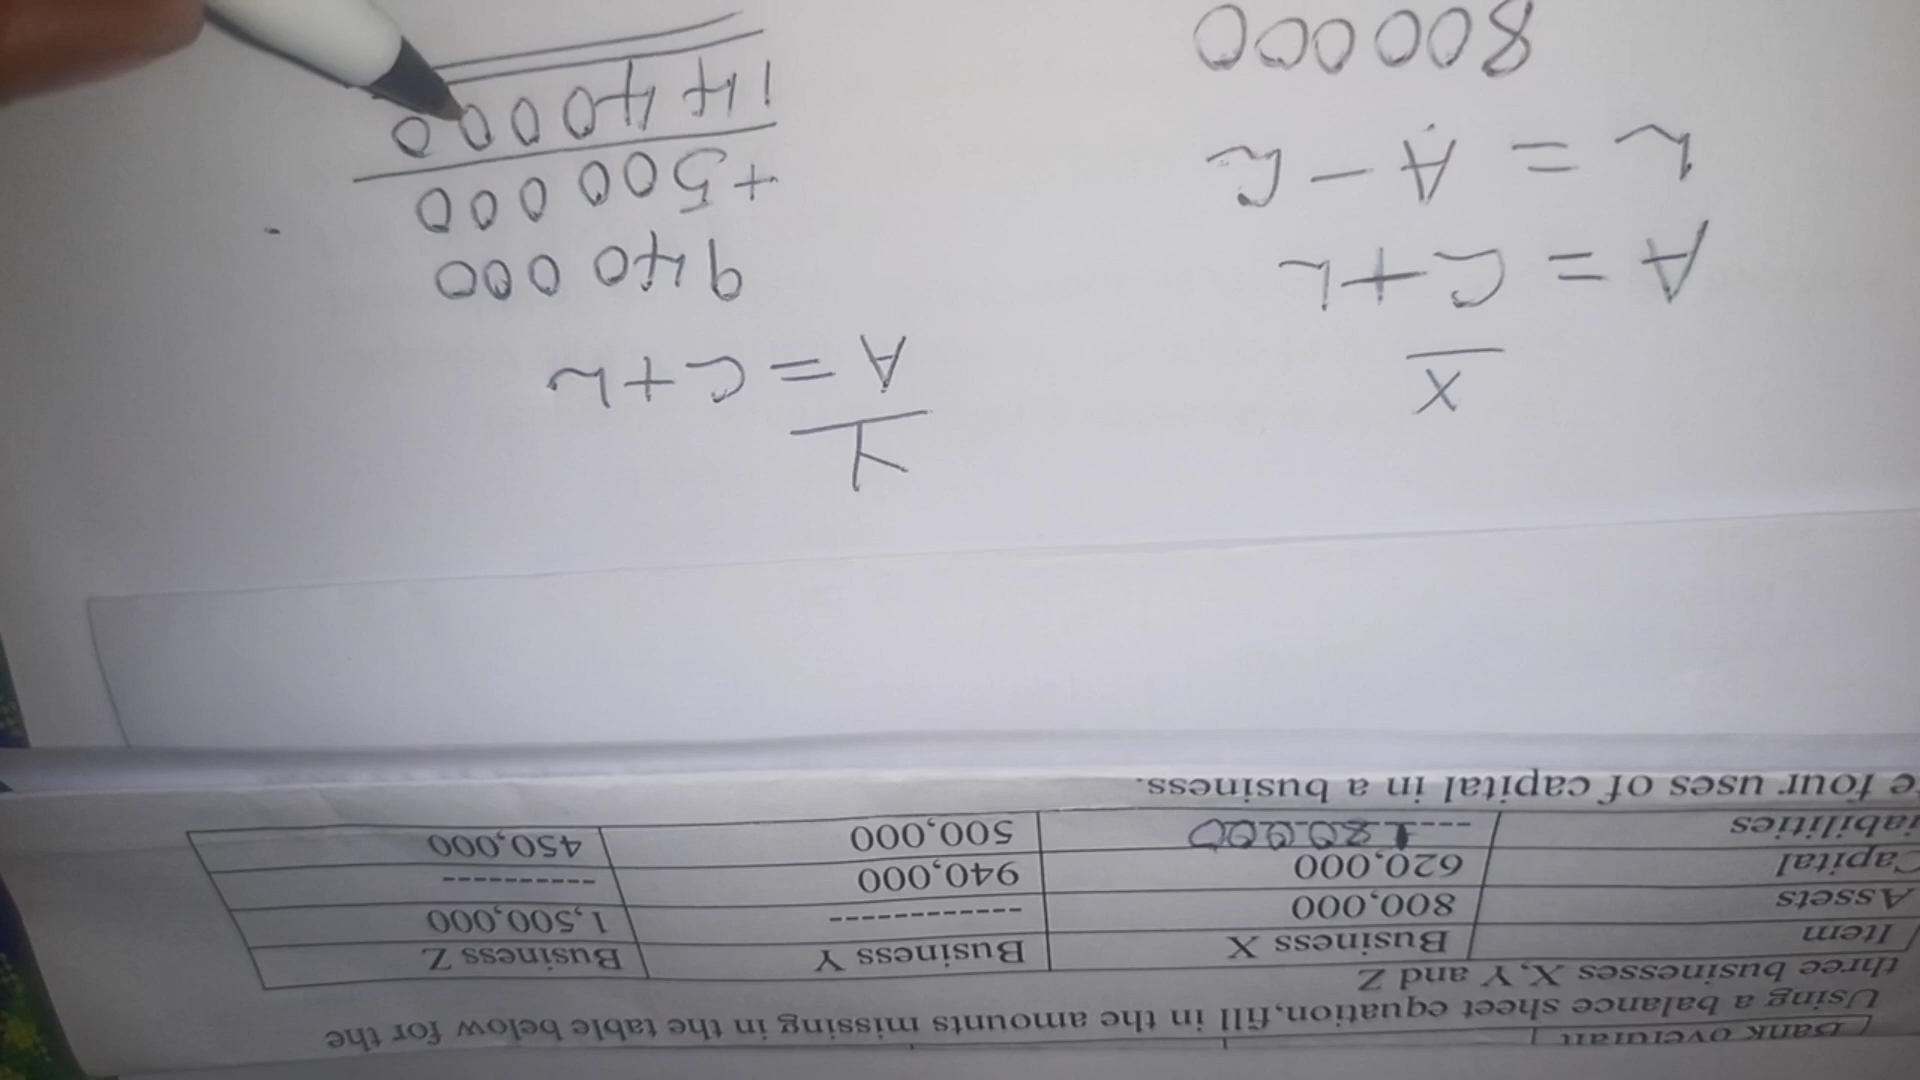 Bank overdraft
Using a balance sheet equation,fill in the amounts missing in the table below for the
three businesses X,Y and Z
Item Business X Business Y Business Z
Assets 800,000 ------------ 1,500,000
Capital 620,000 940,000 ----------
iabilities 180 000 500,000 450,000
e four uses of capital in a business.
X
A = C + L
L = A - C
800000
Y
A = C + L
940 000
+ 500 000
1440000